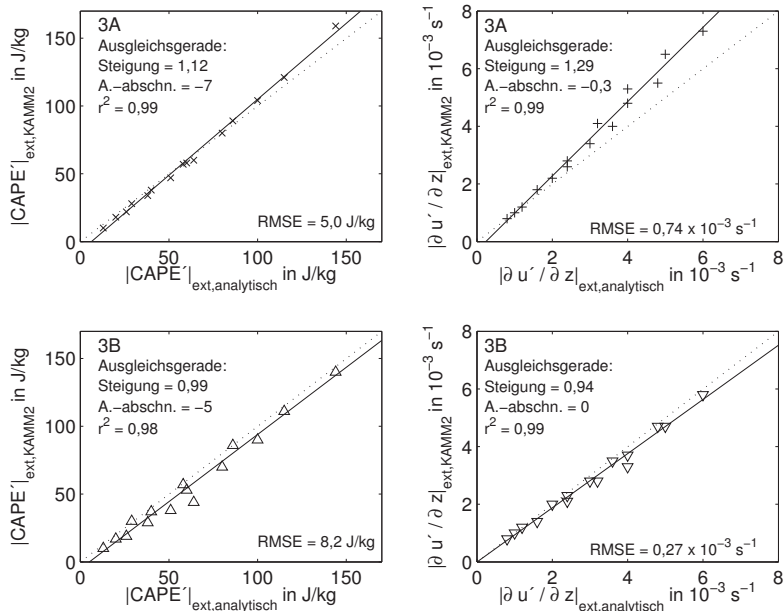 3A
Ausgleichsgerade:
Steigung = 1,12
A.-abschn. = −7
r² = 0,99
RMSE = 5,0 J/kg
|CAPE´|ext,KAMM2 in J/kg
150
100
50
0
0 50 100 150
|CAPE´|ext,analytisch in J/kg
3A
Ausgleichsgerade:
Steigung = 1,29
A.-abschn. = −0,3
r² = 0,99
RMSE = 0,74 x 10⁻³ s⁻¹
|∂ u´ / ∂ z|ext,KAMM2 in 10⁻³ s⁻¹
8
6
4
2
0
0 2 4 6 8
|∂ u´ / ∂ z|ext,analytisch in 10⁻³ s⁻¹
3B
Ausgleichsgerade:
Steigung = 0,99
A.-abschn. = −5
r² = 0,98
RMSE = 8,2 J/kg
|CAPE´|ext,KAMM2 in J/kg
150
100
50
0
0 50 100 150
|CAPE´|ext,analytisch in J/kg
3B
Ausgleichsgerade:
Steigung = 0,94
A.-abschn. = 0
r² = 0,99
RMSE = 0,27 x 10⁻³ s⁻¹
|∂ u´ / ∂ z|ext,KAMM2 in 10⁻³ s⁻¹
8
6
4
2
0
0 2 4 6 8
|∂ u´ / ∂ z|ext,analytisch in 10⁻³ s⁻¹